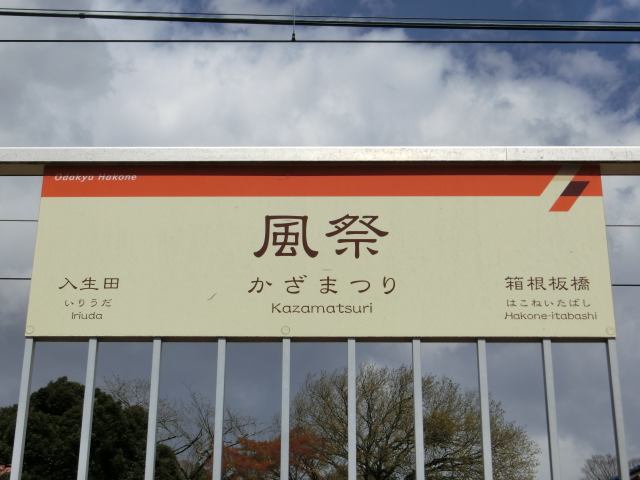 Odakyu Hakone
風祭
かざまつり
Kazamatsuri
入生田
いりうだ
Iriuda
箱根板橋
はこねいたばし
Hakone-itabashi